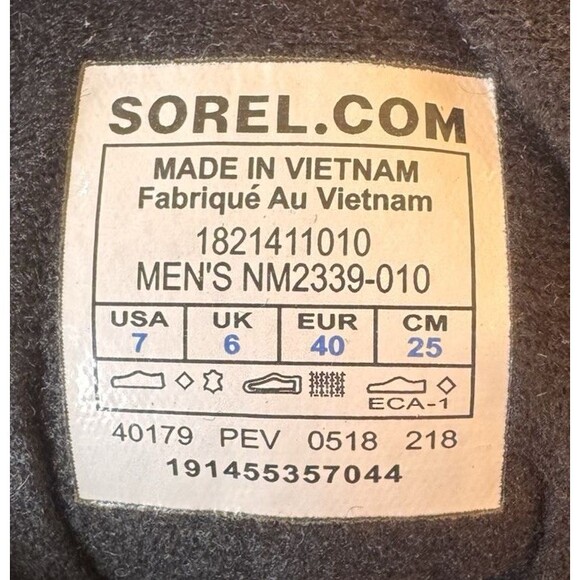 SOREL.COM
MADE IN VIETNAM
Fabriqué Au Vietnam
1821411010
MEN'S NM2339-010
USA UK EUR CM
7 6 40 25
ECA-1
40179 PEV 0518 218
191455357044